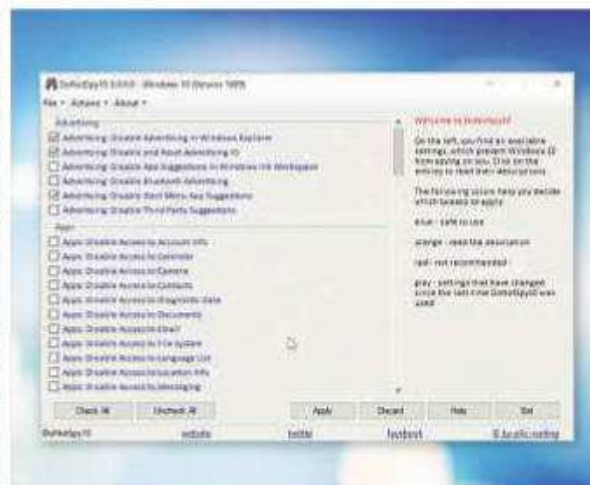 DoNotSpy10 - Windows 10 (Version 1809)
File Actions About
Advertising
Advertising: Disable Advertising in Windows Explorer
Advertising: Disable and Reset Advertising ID
Advertising: Disable App Suggestions in Windows Ink Workspace
Advertising: Disable Bluetooth Advertising
Advertising: Disable Start Menu App Suggestions
Advertising: Disable Third Party Suggestions
Apps
Apps: Disable Access to Account Info
Apps: Disable Access to Calendar
Apps: Disable Access to Camera
Apps: Disable Access to Contacts
Apps: Disable Access to Diagnostic Data
Apps: Disable Access to Documents
Apps: Disable Access to Email
Apps: Disable Access to File system
Apps: Disable Access to Language List
Apps: Disable Access to Location Info
Apps: Disable Access to Messaging
Welcome to DoNotSpy10
On the left, you find all available
settings, which prevent Windows 10
from spying on you. Click on the
entries to read their descriptions.
The following colors help you decide
which tweaks to apply:
blue - safe to use
orange - read the description
red - not recommended
gray - settings that have changed
since the last time DoNotSpy10 was
used
Check All Uncheck All Apply Discard Help Exit
DoNotSpy10 website twitter facebook